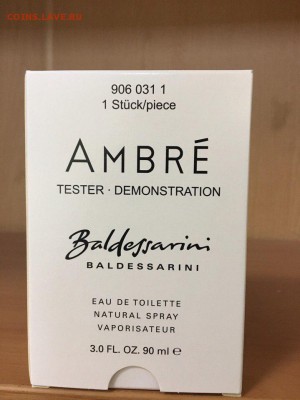 906 031 1
1 Stück/piece
AMBRÉ
TESTER · DEMONSTRATION
Baldessarini
BALDESSARINI
EAU DE TOILETTE
NATURAL SPRAY
VAPORISATEUR
3.0 FL. OZ. 90 ml ℮